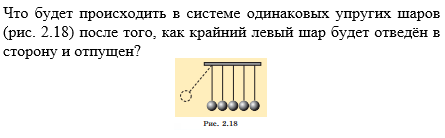 Что будет происходить в системе одинаковых упругих шаров
(рис. 2.18) после того, как крайний левый шар будет отведён в
сторону и отпущен?
Рис. 2.18